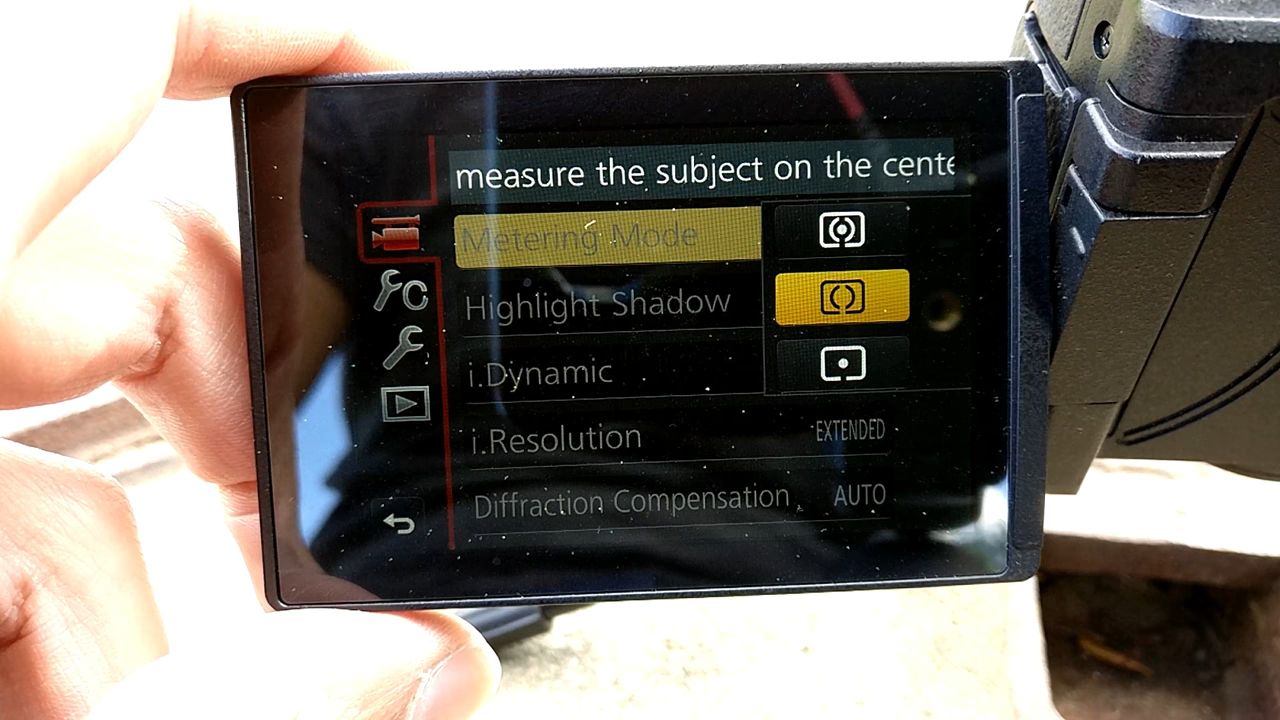 measure the subject on the cente
Metering Mode
Highlight Shadow
i.Dynamic
i.Resolution EXTENDED
Diffraction Compensation AUTO
C